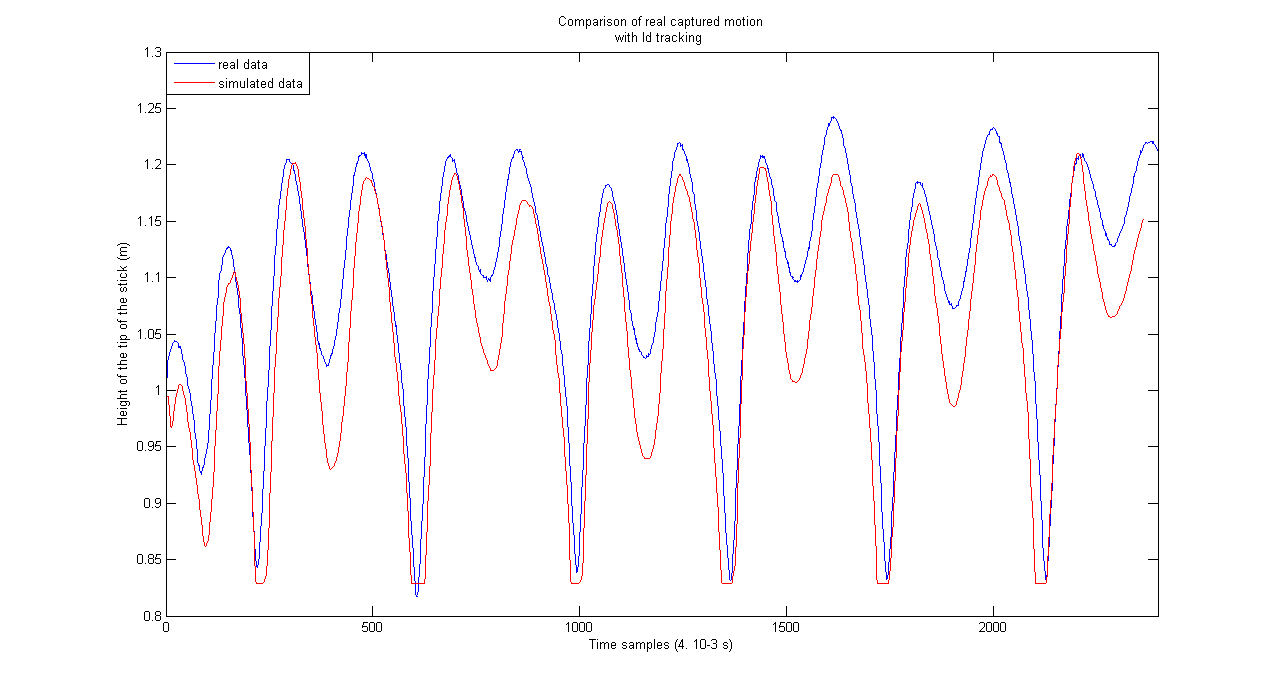 Comparison of real captured motion
with Id tracking
real data
simulated data
Height of the tip of the stick (m)
1.3
1.25
1.2
1.15
1.1
1.05
1
0.95
0.9
0.85
0.8
0
500
1000
1500
2000
Time samples (4. 10-3 s)